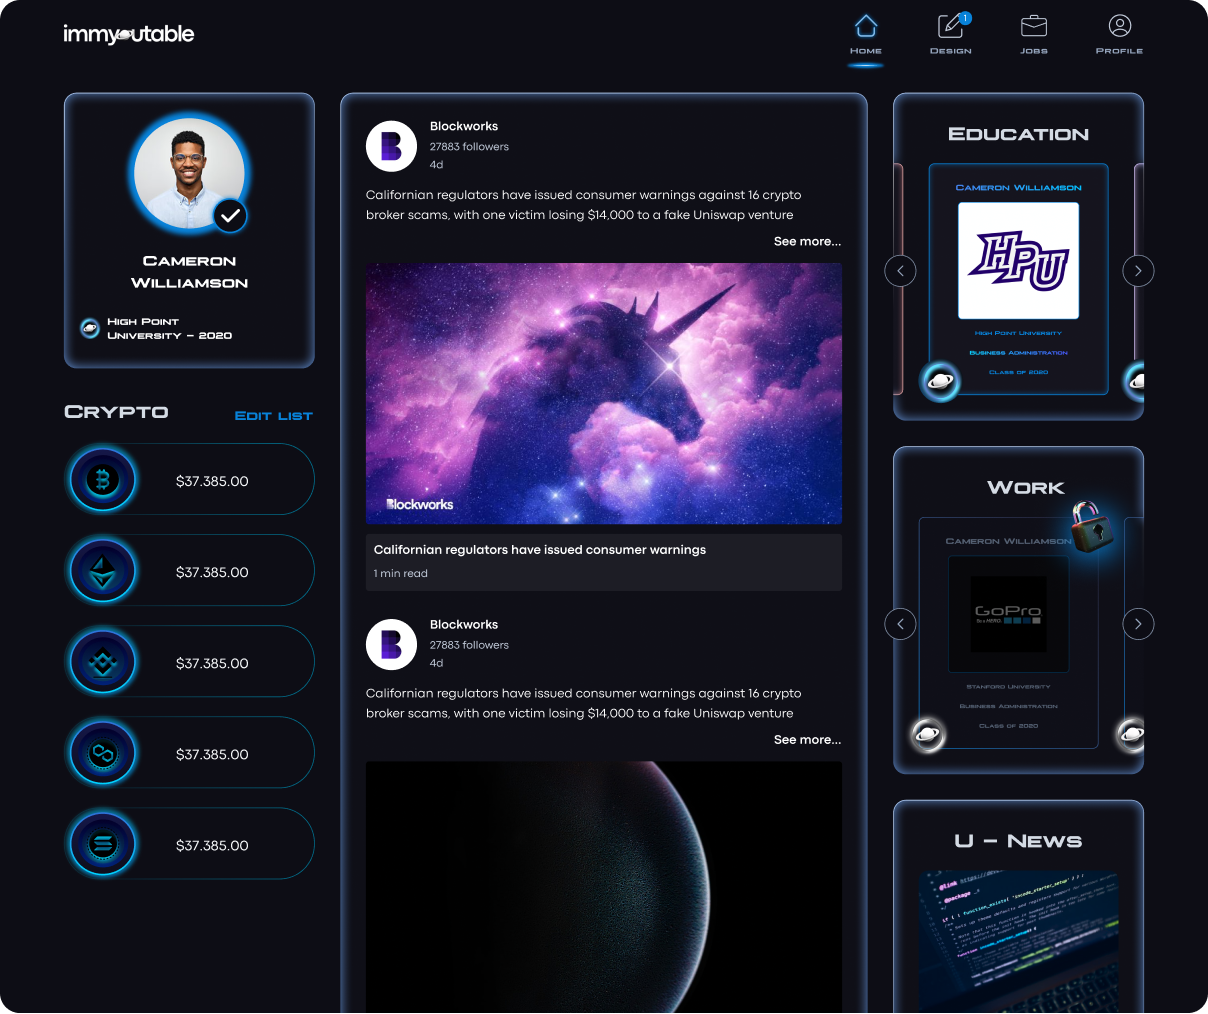 immyoutable
Home
1
Design
Jobs
Profile
Cameron
Williamson
High Point
University – 2020
Crypto
Edit list
$37.385.00
$37.385.00
$37.385.00
$37.385.00
$37.385.00
Blockworks
27883 followers
4d
Californian regulators have issued consumer warnings against 16 crypto
broker scams, with one victim losing $14,000 to a fake Uniswap venture
See more...
Blockworks
Californian regulators have issued consumer warnings
1 min read
Blockworks
27883 followers
4d
Californian regulators have issued consumer warnings against 16 crypto
broker scams, with one victim losing $14,000 to a fake Uniswap venture
See more...
Education
Cameron Williamson
HPU
High Point University
Business Administration
Class of 2020
Work
Cameron Williamson
GoPro
Be a HERO.
Stanford University
Business Administration
Class of 2020
U – News
@link
@package